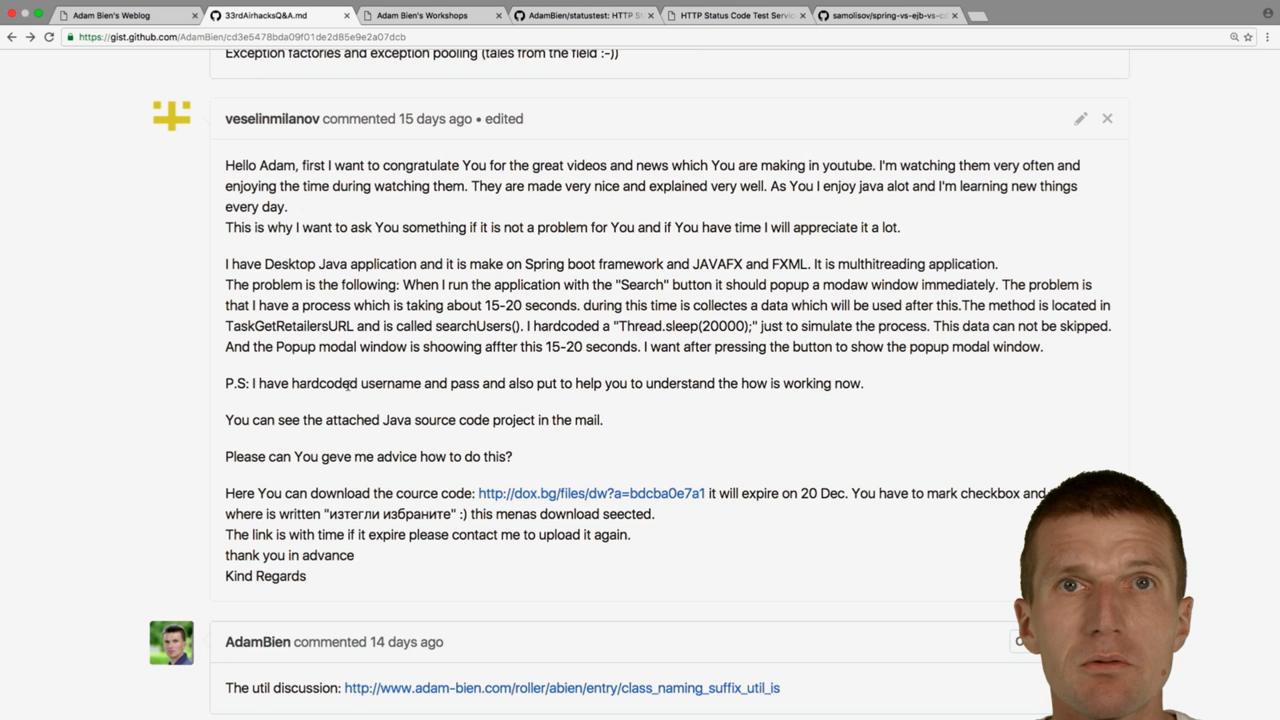 Adam Bien's Weblog
33rdAirhacksQ&A.md
Adam Bien's Workshops
AdamBien/statustest: HTTP S
HTTP Status Code Test Servic
samolisov/spring-vs-ejb-vs-cd
https://gist.github.com/AdamBien/cd3e5478bda09f01de2d85e9e2a07dcb
Exception factories and exception pooling (tales from the field :-))
veselinmilanov commented 15 days ago • edited
Hello Adam, first I want to congratulate You for the great videos and news which You are making in youtube. I'm watching them very often and
enjoying the time during watching them. They are made very nice and explained very well. As You I enjoy java alot and I'm learning new things
every day.
This is why I want to ask You something if it is not a problem for You and if You have time I will appreciate it a lot.
I have Desktop Java application and it is make on Spring boot framework and JAVAFX and FXML. It is multhitreading application.
The problem is the following: When I run the application with the "Search" button it should popup a modaw window immediately. The problem is
that I have a process which is taking about 15-20 seconds. during this time is collectes a data which will be used after this.The method is located in
TaskGetRetailersURL and is called searchUsers(). I hardcoded a "Thread.sleep(20000);" just to simulate the process. This data can not be skipped.
And the Popup modal window is shoowing affter this 15-20 seconds. I want after pressing the button to show the popup modal window.
P.S: I have hardcoded username and pass and also put to help you to understand the how is working now.
You can see the attached Java source code project in the mail.
Please can You geve me advice how to do this?
Here You can download the cource code: http://dox.bg/files/dw?a=bdcba0e7a1 it will expire on 20 Dec. You have to mark checkbox and
where is written "изтегли избраните" :) this menas download seected.
The link is with time if it expire please contact me to upload it again.
thank you in advance
Kind Regards
AdamBien commented 14 days ago
The util discussion: http://www.adam-bien.com/roller/abien/entry/class_naming_suffix_util_is